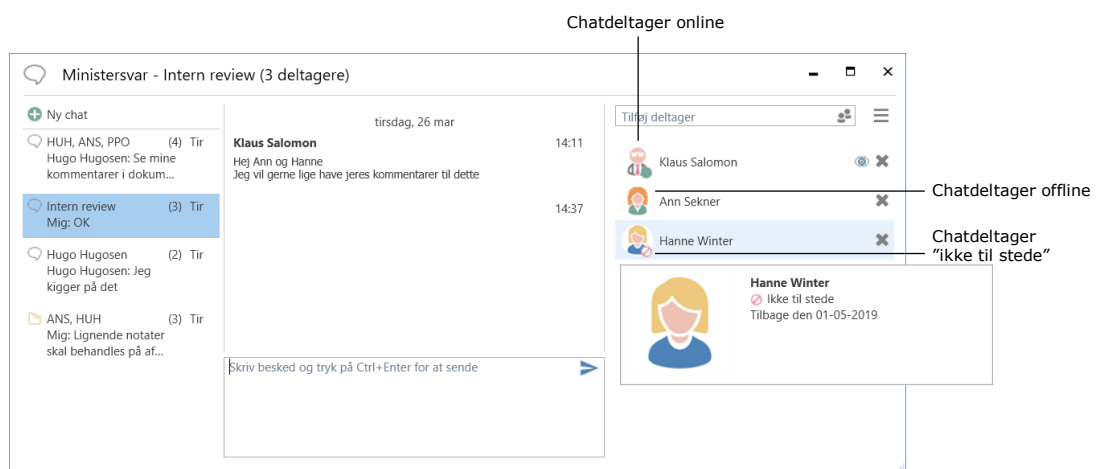 Chatdeltager online
Ministersvar - Intern review (3 deltagere)
Ny chat
HUH, ANS, PPO (4) Tir
Hugo Hugosen: Se mine
kommentarer i dokum...
Intern review (3) Tir
Mig: OK
Hugo Hugosen (2) Tir
Hugo Hugosen: Jeg
kigger på det
ANS, HUH (3) Tir
Mig: Lignende notater
skal behandles på af...
tirsdag, 26 mar
Klaus Salomon 14:11
Hej Ann og Hanne
Jeg vil gerne lige have jeres kommentarer til dette
14:37
Skriv besked og tryk på Ctrl+Enter for at sende
Tilføj deltager
Klaus Salomon
Ann Sekner
Hanne Winter
Hanne Winter
Ikke til stede
Tilbage den 01-05-2019
Chatdeltager offline
Chatdeltager
”ikke til stede”